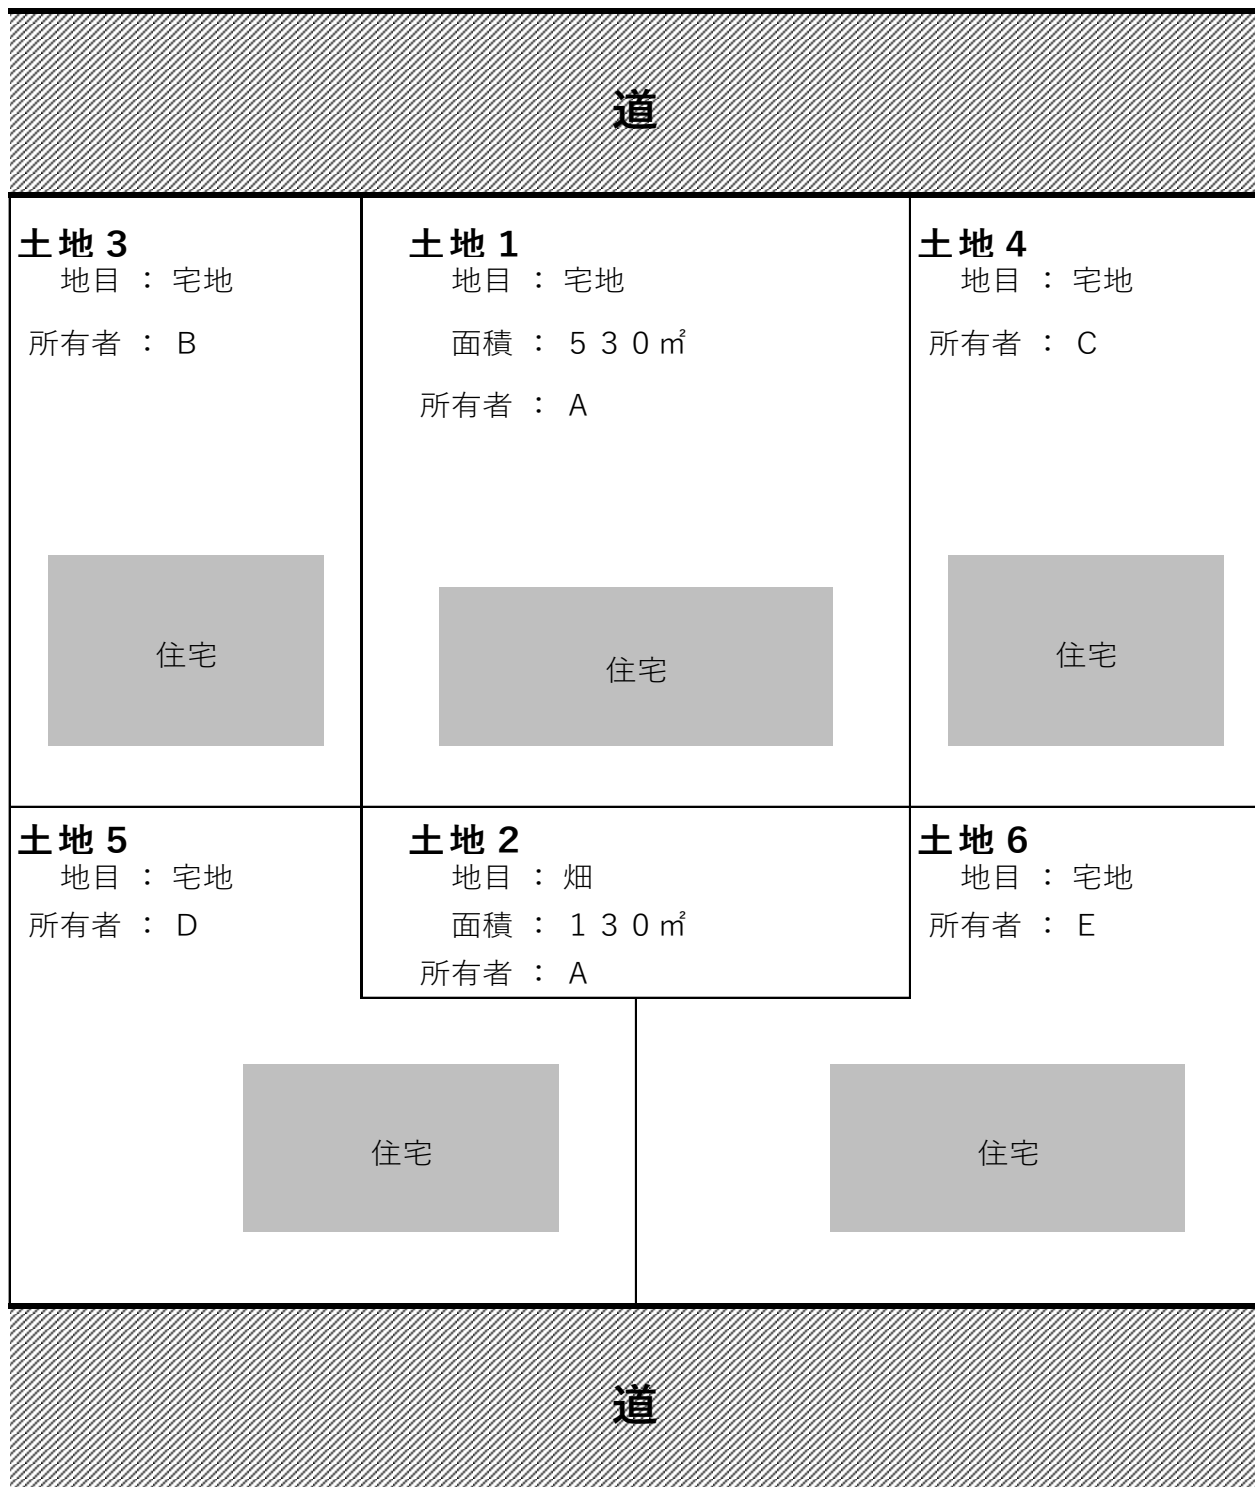 道
土地３
地目 ： 宅地
所有者 ： Ｂ
住宅
土地１
地目 ： 宅地
面積 ： ５３０㎡
所有者 ： Ａ
住宅
土地４
地目 ： 宅地
所有者 ： Ｃ
住宅
土地５
地目 ： 宅地
所有者 ： Ｄ
住宅
土地２
地目 ： 畑
面積 ： １３０㎡
所有者 ： Ａ
土地６
地目 ： 宅地
所有者 ： Ｅ
住宅
道